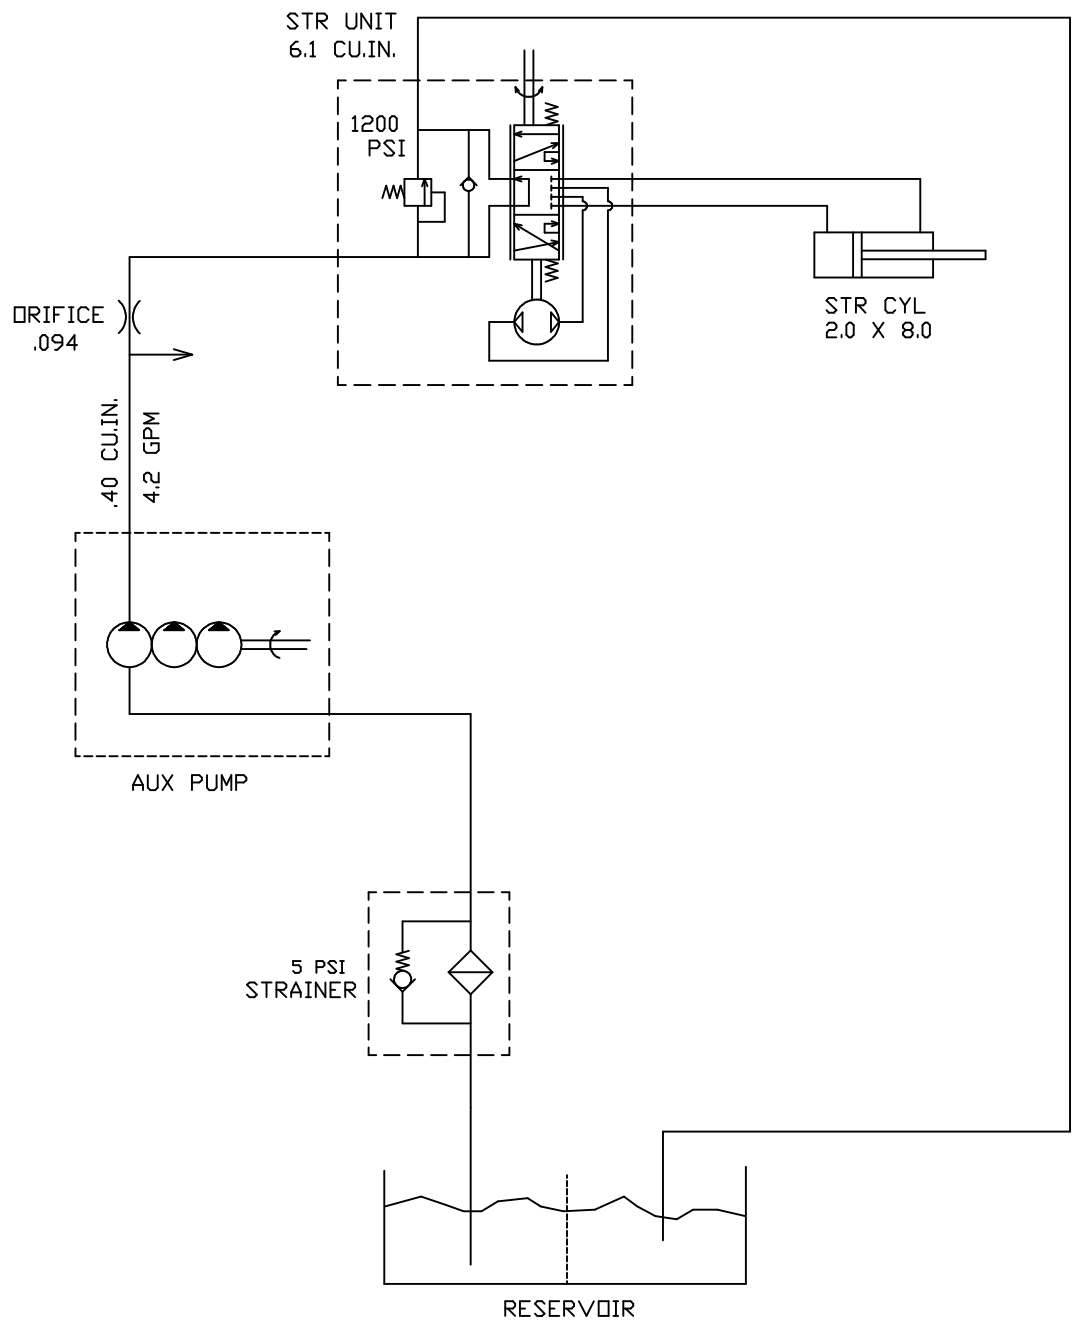 STR UNIT
6.1 CU.IN.
1200
PSI
ORIFICE
.094
STR CYL
2.0 X 8.0
.40 CU.IN.
4.2 GPM
AUX PUMP
5 PSI
STRAINER
RESERVOIR